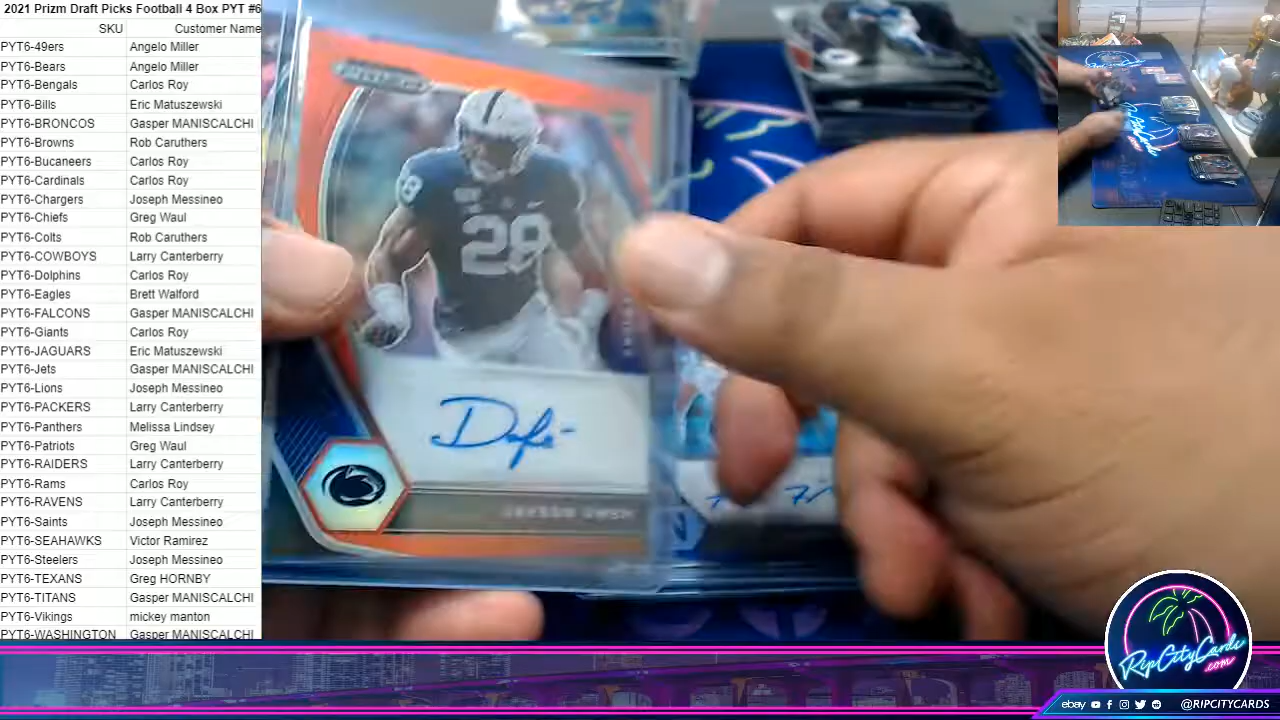 2021 Prizm Draft Picks Football 4 Box PYT #6
SKU Customer Name
PYT6-49ers Angelo Miller
PYT6-Bears Angelo Miller
PYT6-Bengals Carlos Roy
PYT6-Bills Eric Matuszewski
PYT6-BRONCOS Gasper MANISCALCHI
PYT6-Browns Rob Caruthers
PYT6-Bucaneers Carlos Roy
PYT6-Cardinals Carlos Roy
PYT6-Chargers Joseph Messineo
PYT6-Chiefs Greg Waul
PYT6-Colts Rob Caruthers
PYT6-COWBOYS Larry Canterberry
PYT6-Dolphins Carlos Roy
PYT6-Eagles Brett Walford
PYT6-FALCONS Gasper MANISCALCHI
PYT6-Giants Carlos Roy
PYT6-JAGUARS Eric Matuszewski
PYT6-Jets Gasper MANISCALCHI
PYT6-Lions Joseph Messineo
PYT6-PACKERS Larry Canterberry
PYT6-Panthers Melissa Lindsey
PYT6-Patriots Greg Waul
PYT6-RAIDERS Larry Canterberry
PYT6-Rams Carlos Roy
PYT6-RAVENS Larry Canterberry
PYT6-Saints Joseph Messineo
PYT6-SEAHAWKS Victor Ramirez
PYT6-Steelers Joseph Messineo
PYT6-TEXANS Greg HORNBY
PYT6-TITANS Gasper MANISCALCHI
PYT6-Vikings mickey manton
PYT6-WASHINGTON Gasper MANISCALCHI
28
RipCityCards
.com
ebay @RIPCITYCARDS